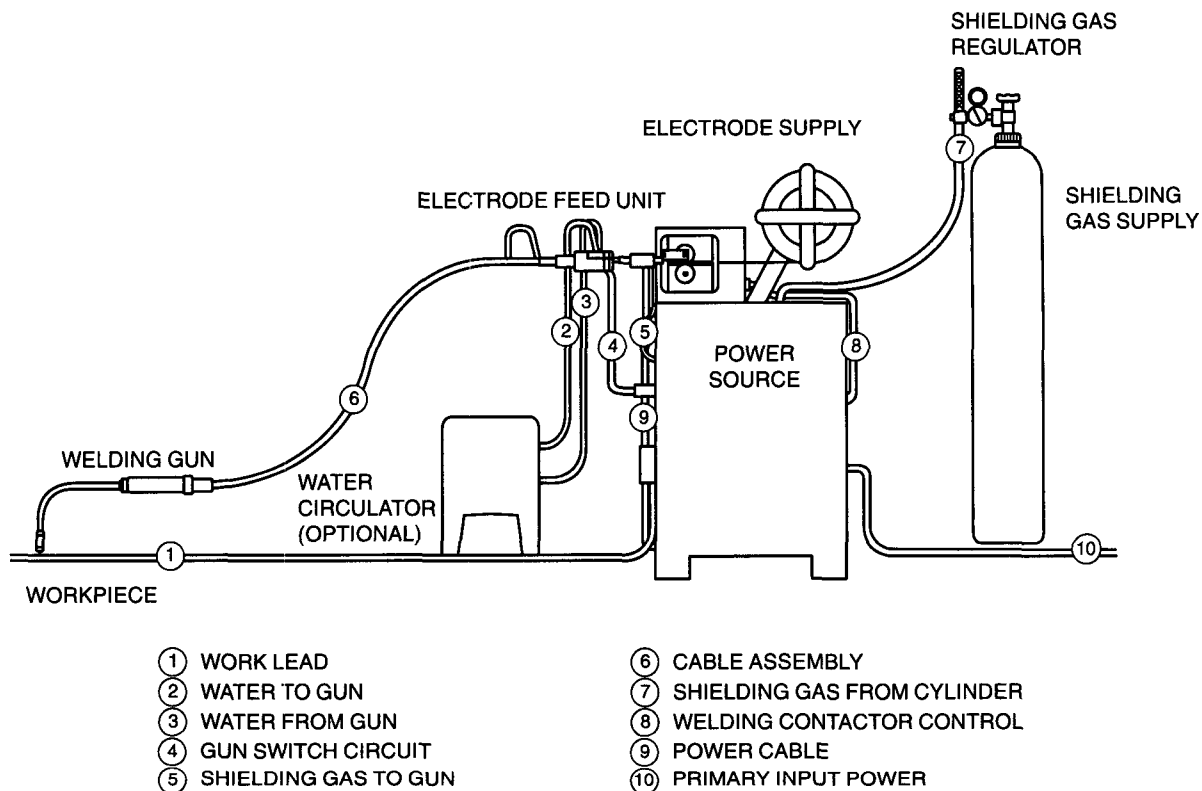 SHIELDING GAS
REGULATOR
ELECTRODE SUPPLY
7
ELECTRODE FEED UNIT
SHIELDING
GAS SUPPLY
3
2
5
4
POWER
SOURCE
8
6
9
WELDING GUN
WATER
CIRCULATOR
(OPTIONAL)
1
10
WORKPIECE
1 WORK LEAD
2 WATER TO GUN
3 WATER FROM GUN
4 GUN SWITCH CIRCUIT
5 SHIELDING GAS TO GUN
6 CABLE ASSEMBLY
7 SHIELDING GAS FROM CYLINDER
8 WELDING CONTACTOR CONTROL
9 POWER CABLE
10 PRIMARY INPUT POWER